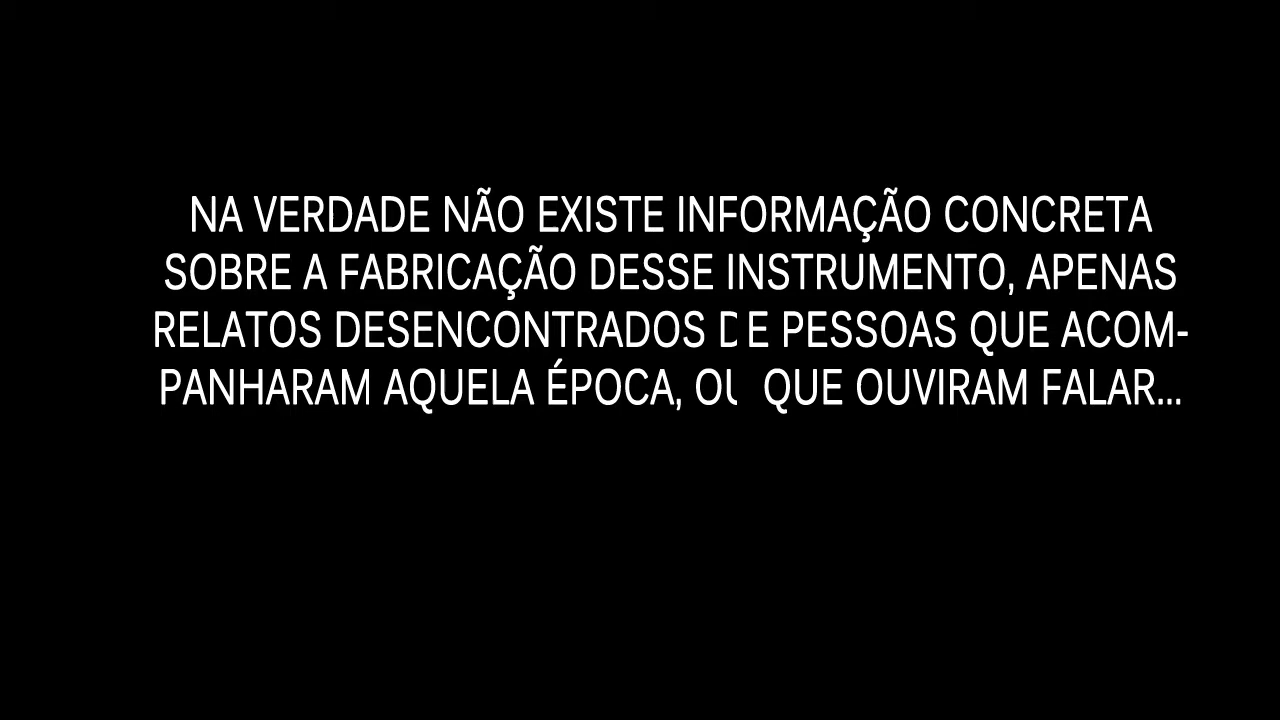 NA VERDADE NÃO EXISTE INFORMAÇÃO CONCRETA
SOBRE A FABRICAÇÃO DESSE INSTRUMENTO, APENAS
RELATOS DESENCONTRADOS DE PESSOAS QUE ACOM-
PANHARAM AQUELA ÉPOCA, OU QUE OUVIRAM FALAR...